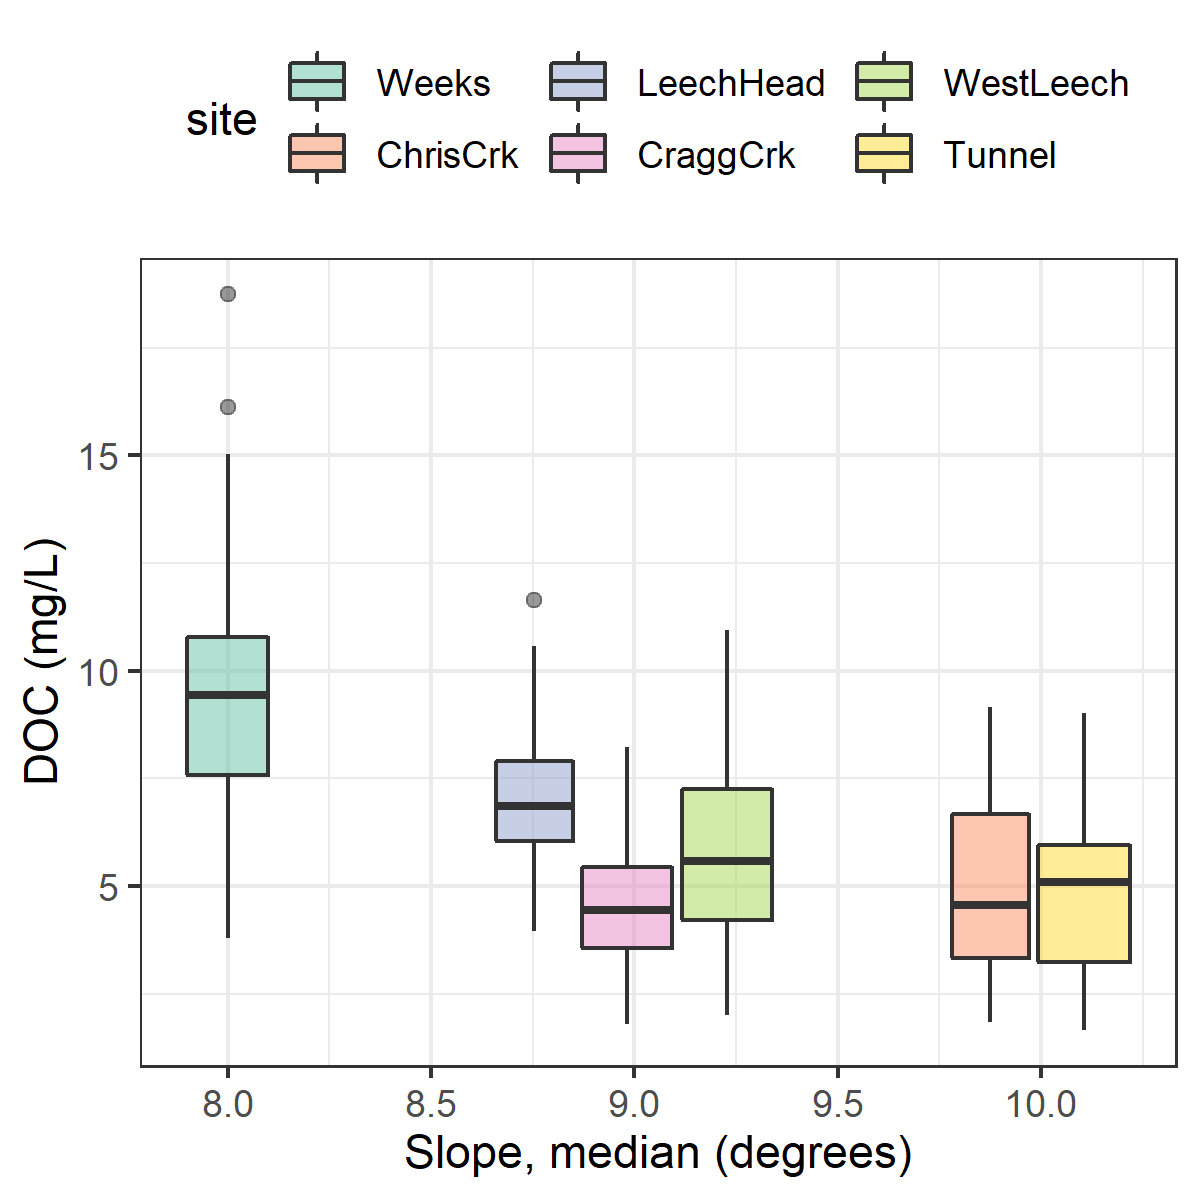 site
Weeks
LeechHead
WestLeech
ChrisCrk
CraggCrk
Tunnel
DOC (mg/L)
15
10
5
8.0
8.5
9.0
9.5
10.0
Slope, median (degrees)